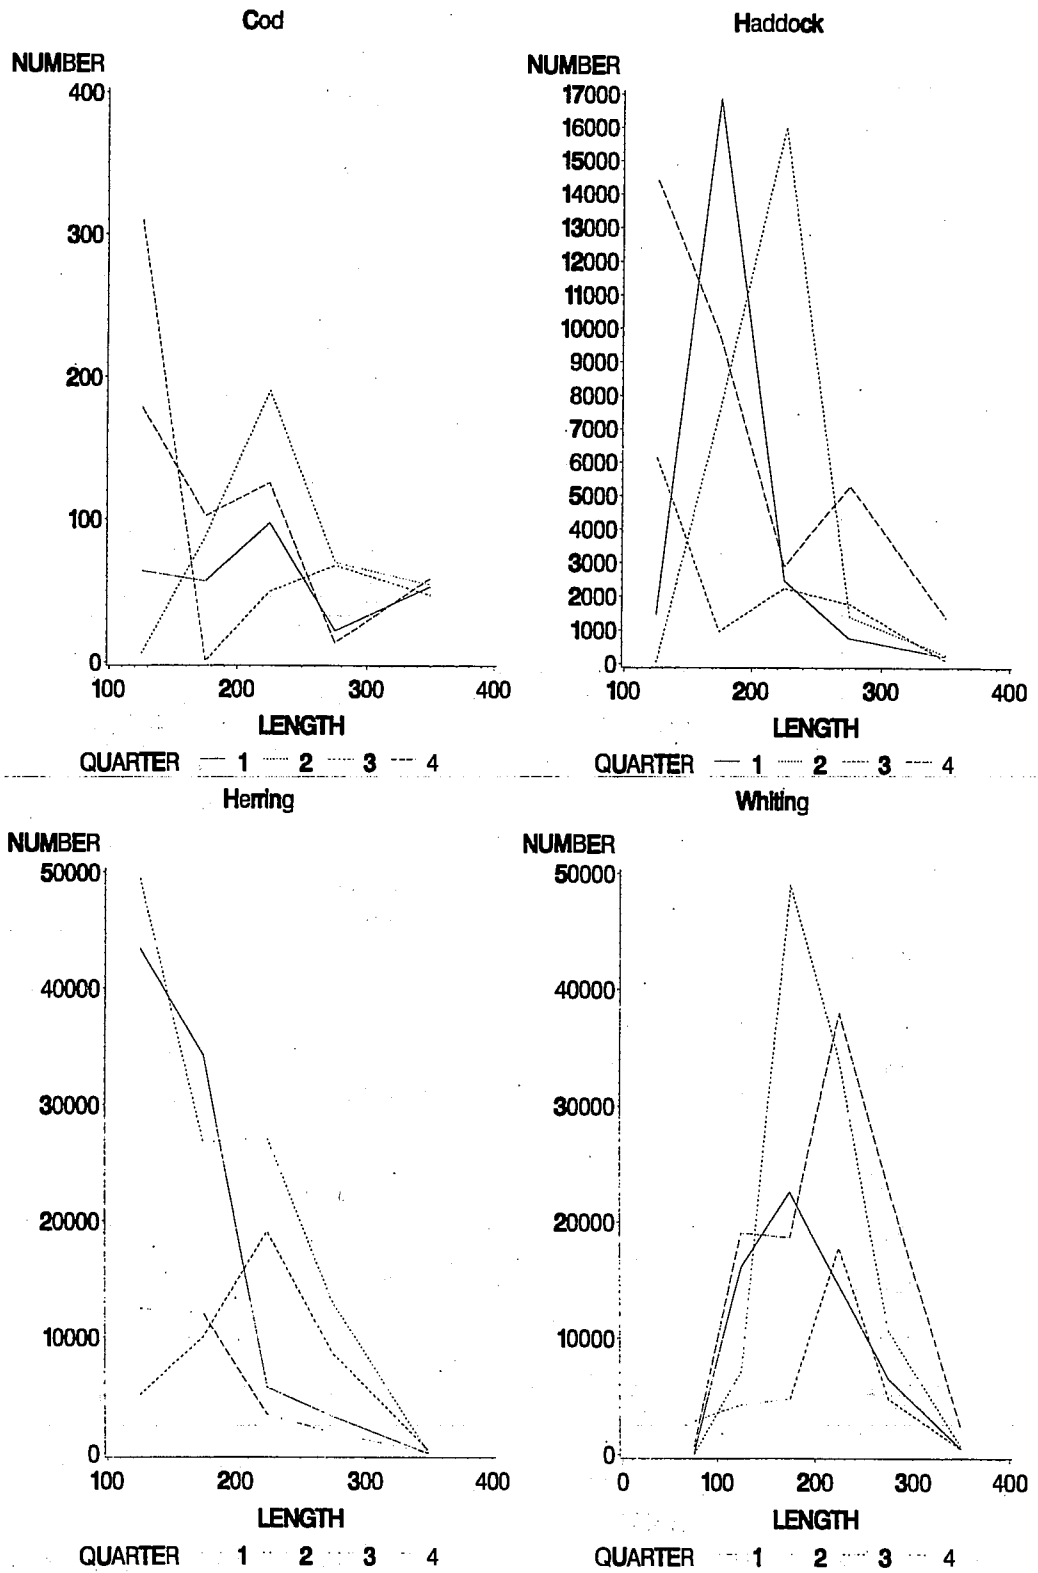 Cod
NUMBER
400
300
200
100
0
100 200 300 400
LENGTH
QUARTER 1 2 3 4
Haddock
NUMBER
17000
16000
15000
14000
13000
12000
11000
10000
9000
8000
7000
6000
5000
4000
3000
2000
1000
0
100 200 300 400
LENGTH
QUARTER 1 2 3 4
Herring
NUMBER
50000
40000
30000
20000
10000
0
100 200 300 400
LENGTH
QUARTER 1 2 3 4
Whiting
NUMBER
50000
40000
30000
20000
10000
0
0 100 200 300 400
LENGTH
QUARTER 1 2 3 4